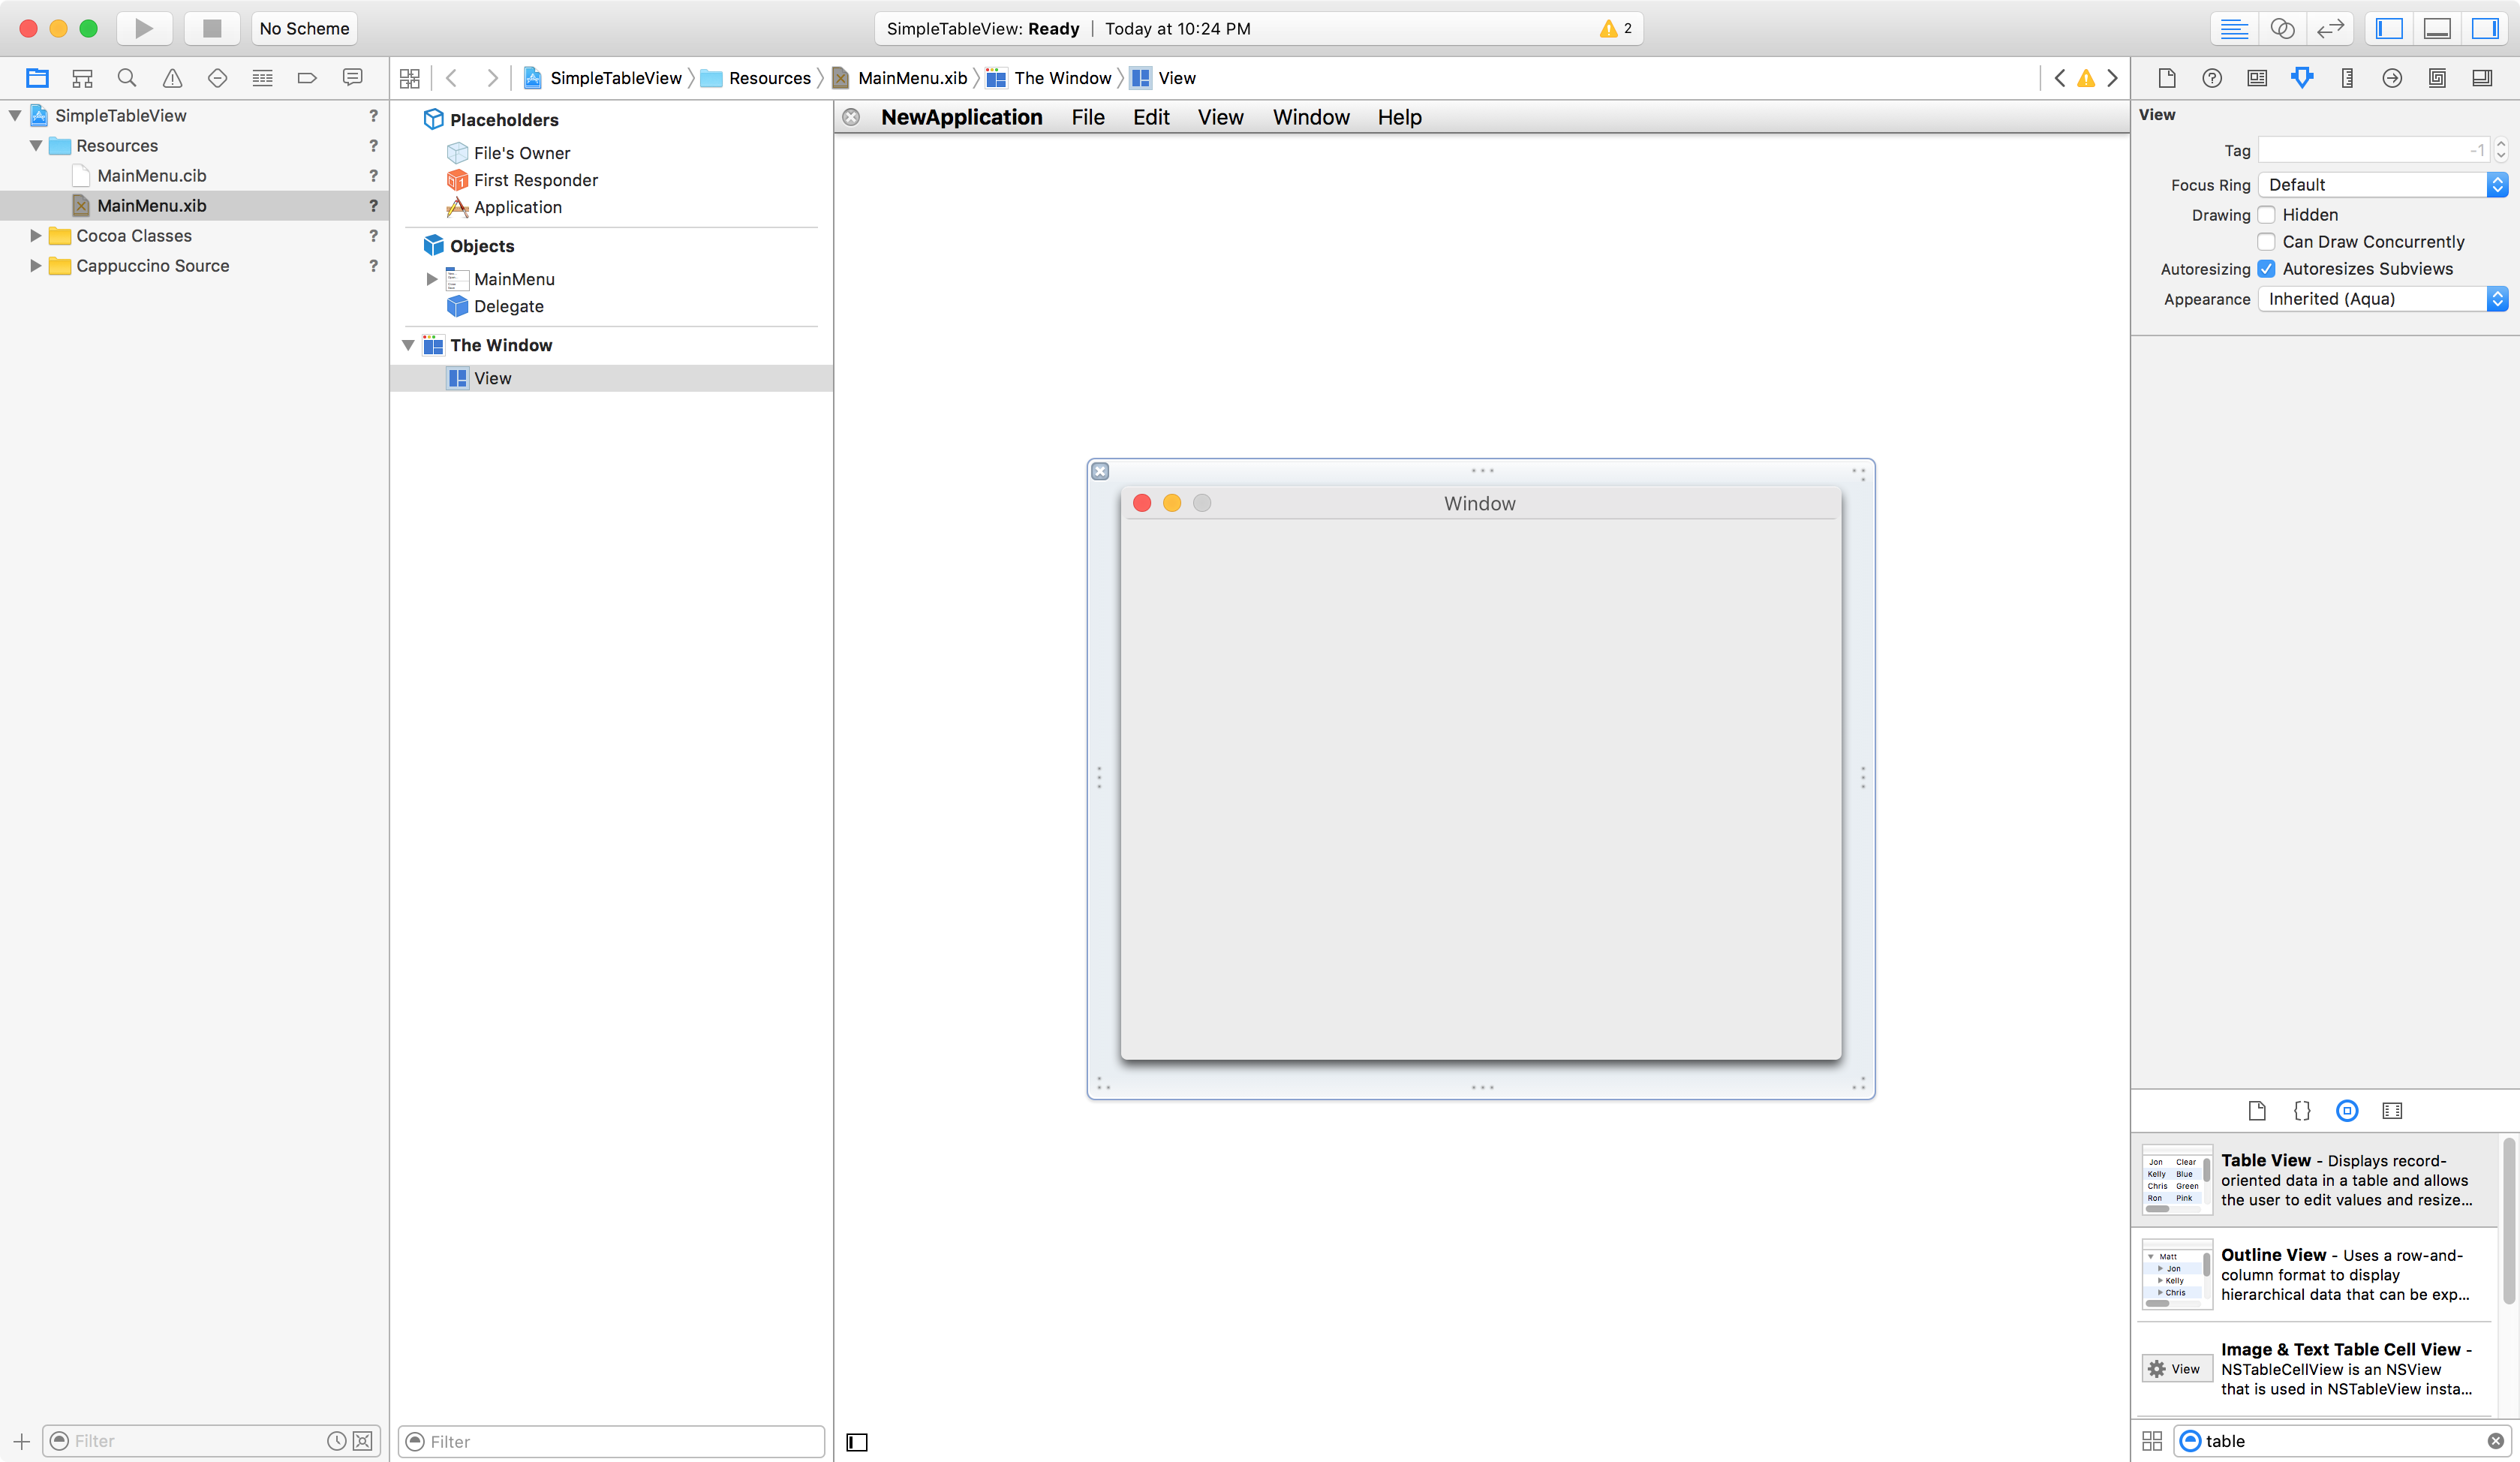 No Scheme
SimpleTableView: Ready | Today at 10:24 PM
2
SimpleTableView
Resources
MainMenu.xib
The Window
View
SimpleTableView ?
Resources ?
MainMenu.cib ?
MainMenu.xib ?
Cocoa Classes ?
Cappuccino Source ?
Filter
Placeholders
File's Owner
First Responder
Application
Objects
MainMenu
Delegate
The Window
View
Filter
NewApplication File Edit View Window Help
Window
View
Tag -1
Focus Ring Default
Drawing Hidden
Can Draw Concurrently
Autoresizing Autoresizes Subviews
Appearance Inherited (Aqua)
{}
Jon Clear
Kelly Blue
Chris Green
Ron Pink
Table View - Displays record-
oriented data in a table and allows
the user to edit values and resize...
Matt
Jon
Kelly
Chris
Outline View - Uses a row-and-
column format to display
hierarchical data that can be exp...
View
Image & Text Table Cell View -
NSTableCellView is an NSView
that is used in NSTableView insta...
table